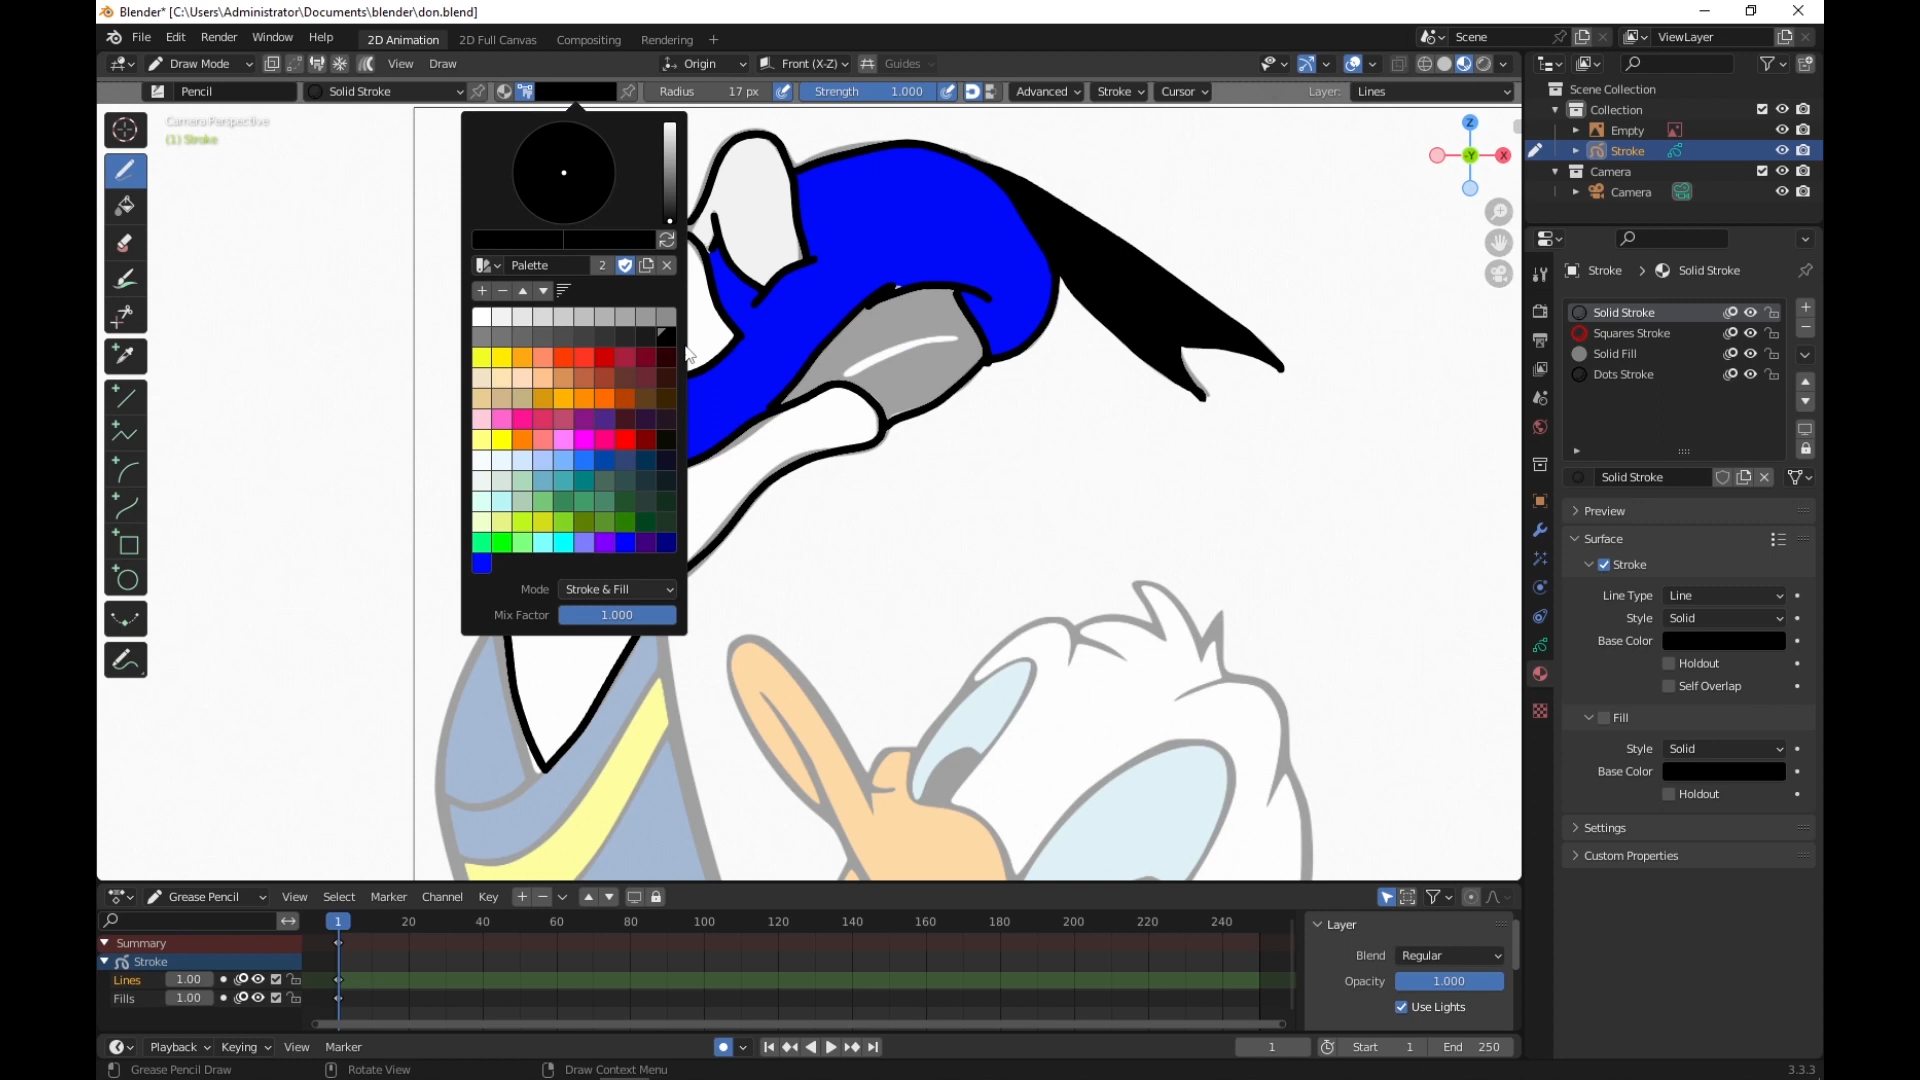 Blender* [C:\Users\Administrator\Documents\blender\don.blend]
File Edit Render Window Help 2D Animation 2D Full Canvas Compositing Rendering + Scene ViewLayer
Draw Mode View Draw Origin Front (X-Z) Guides
Pencil Solid Stroke Radius 17 px Strength 1.000 Advanced Stroke Cursor Layer: Lines
Camera Perspective
(1) Stroke
Palette 2
Mode Stroke & Fill
Mix Factor 1.000
Z
Y
X
Scene Collection
Collection
Empty
Stroke
Camera
Camera
Stroke > Solid Stroke
Solid Stroke
Squares Stroke
Solid Fill
Dots Stroke
Solid Stroke
Preview
Surface
Stroke
Line Type Line
Style Solid
Base Color
Holdout
Self Overlap
Fill
Style Solid
Base Color
Holdout
Settings
Custom Properties
Grease Pencil View Select Marker Channel Key
1 20 40 60 80 100 120 140 160 180 200 220 240
Summary
Stroke
Lines 1.00
Fills 1.00
Layer
Blend Regular
Opacity 1.000
Use Lights
Playback Keying View Marker 1 Start 1 End 250
Grease Pencil Draw Rotate View Draw Context Menu 3.3.3